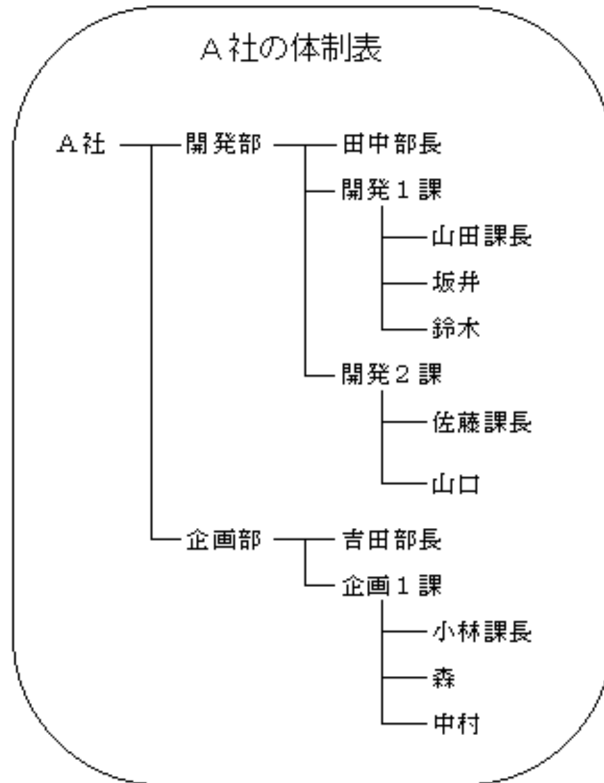 A社の体制表
A社 開発部 田中部長
開発1課
山田課長
坂井
鈴木
開発2課
佐藤課長
山口
企画部 吉田部長
企画1課
小林課長
森
中村